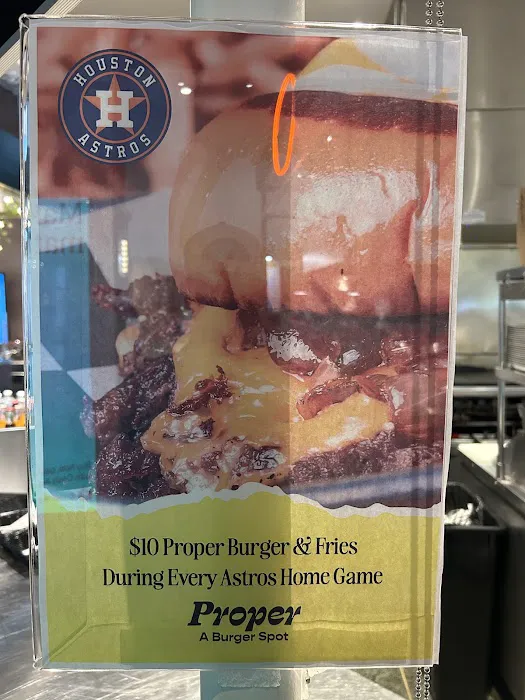 HOUSTON
H
ASTROS
$10 Proper Burger & Fries
During Every Astros Home Game
Proper
A Burger Spot